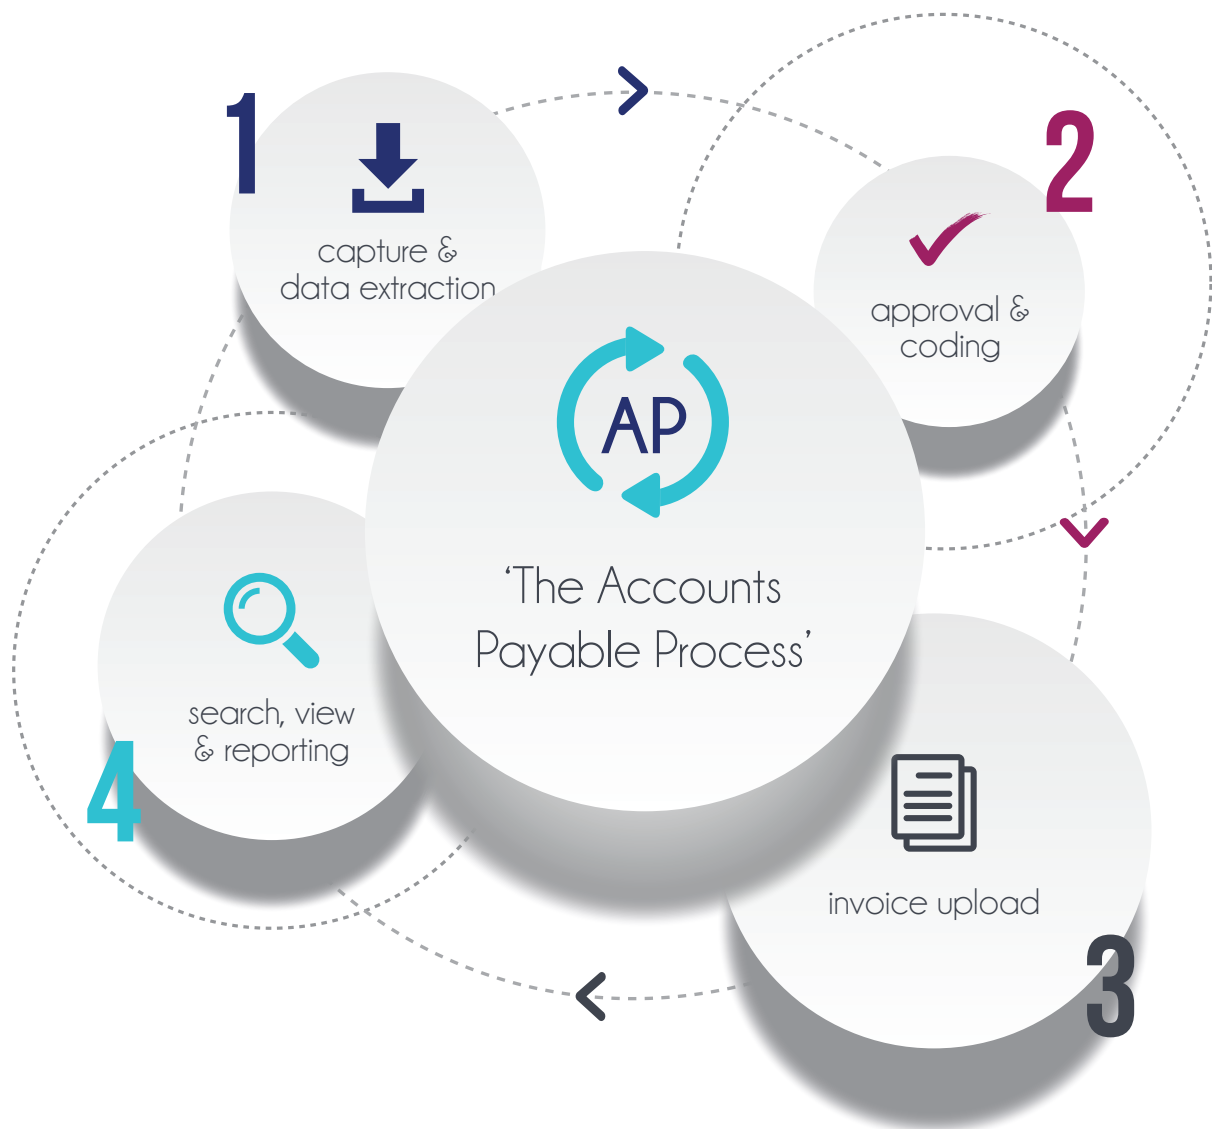 1
capture &
data extraction
2
approval &
coding
AP
'The Accounts
Payable Process'
3
invoice upload
4
search, view
& reporting